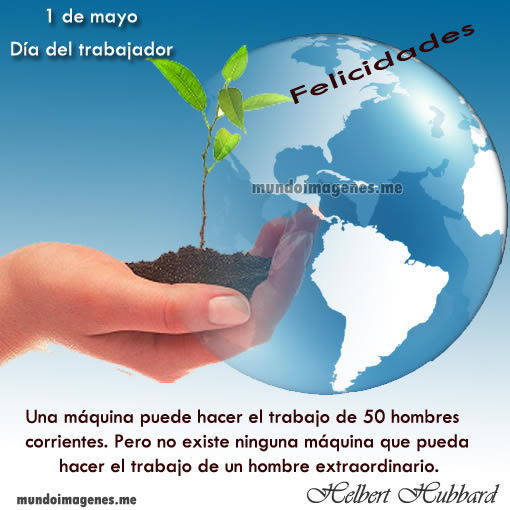 1 de mayo
Día del trabajador
Felicidades
mundoimagenes.me
Una máquina puede hacer el trabajo de 50 hombres
corrientes. Pero no existe ninguna máquina que pueda
hacer el trabajo de un hombre extraordinario.
Helbert Hubbard
mundoimagenes.me